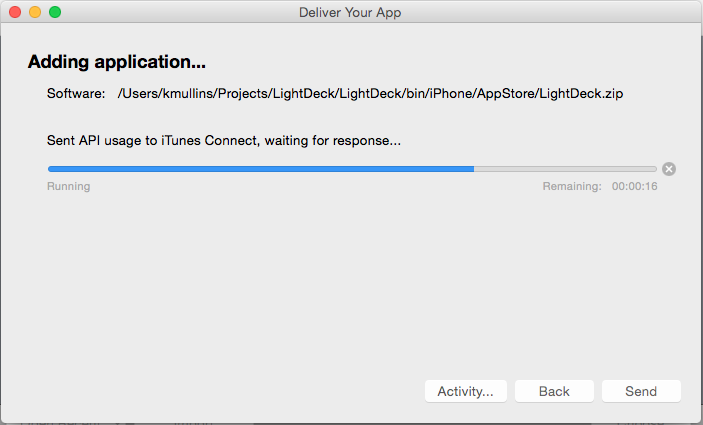 Deliver Your App
Adding application...
Software: /Users/kmullins/Projects/LightDeck/LightDeck/bin/iPhone/AppStore/LightDeck.zip
Sent API usage to iTunes Connect, waiting for response...
Running Remaining: 00:00:16
Activity... Back Send